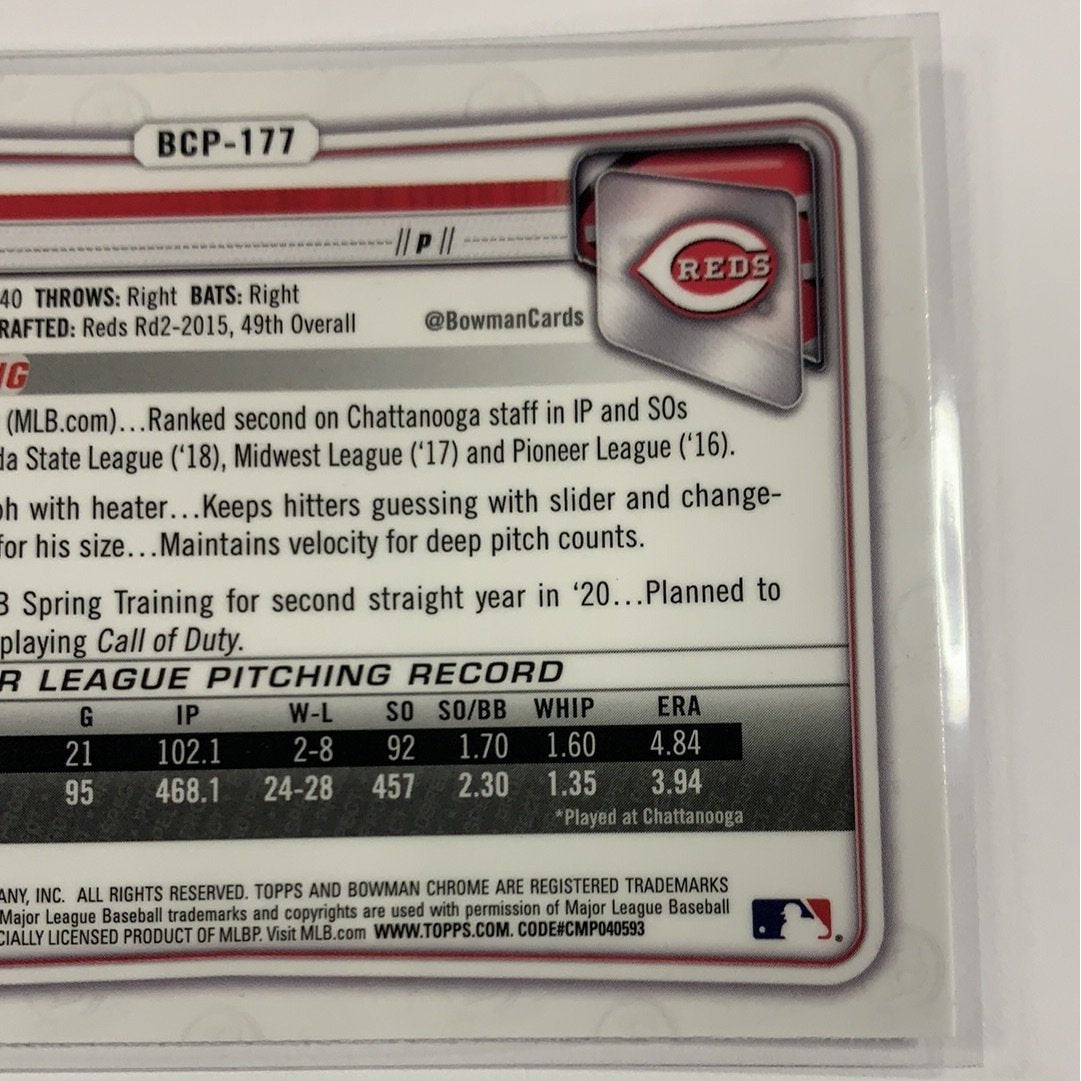 BCP-177
// P //
REDS
40 THROWS: Right BATS: Right
RAFTED: Reds Rd2-2015, 49th Overall
@BowmanCards
NG
(MLB.com)...Ranked second on Chattanooga staff in IP and SOs
da State League ('18), Midwest League ('17) and Pioneer League ('16).
ph with heater...Keeps hitters guessing with slider and change-
for his size...Maintains velocity for deep pitch counts.
B Spring Training for second straight year in '20...Planned to
playing Call of Duty.
R LEAGUE PITCHING RECORD
G IP W-L SO SO/BB WHIP ERA
21 102.1 2-8 92 1.70 1.60 4.84
95 468.1 24-28 457 2.30 1.35 3.94
*Played at Chattanooga
ANY, INC. ALL RIGHTS RESERVED. TOPPS AND BOWMAN CHROME ARE REGISTERED TRADEMARKS
Major League Baseball trademarks and copyrights are used with permission of Major League Baseball
CIALLY LICENSED PRODUCT OF MLBP. Visit MLB.com WWW.TOPPS.COM. CODE#CMP040593